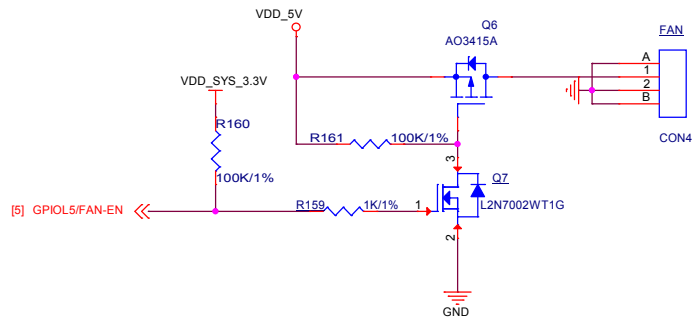 VDD_5V
Q6
AO3415A
FAN
A
1
2
B
CON4
VDD_SYS_3.3V
R160
100K/1%
R161
100K/1%
3
Q7
L2N7002WT1G
[5] GPIOL5/FAN-EN
R159
1K/1%
1
2
GND